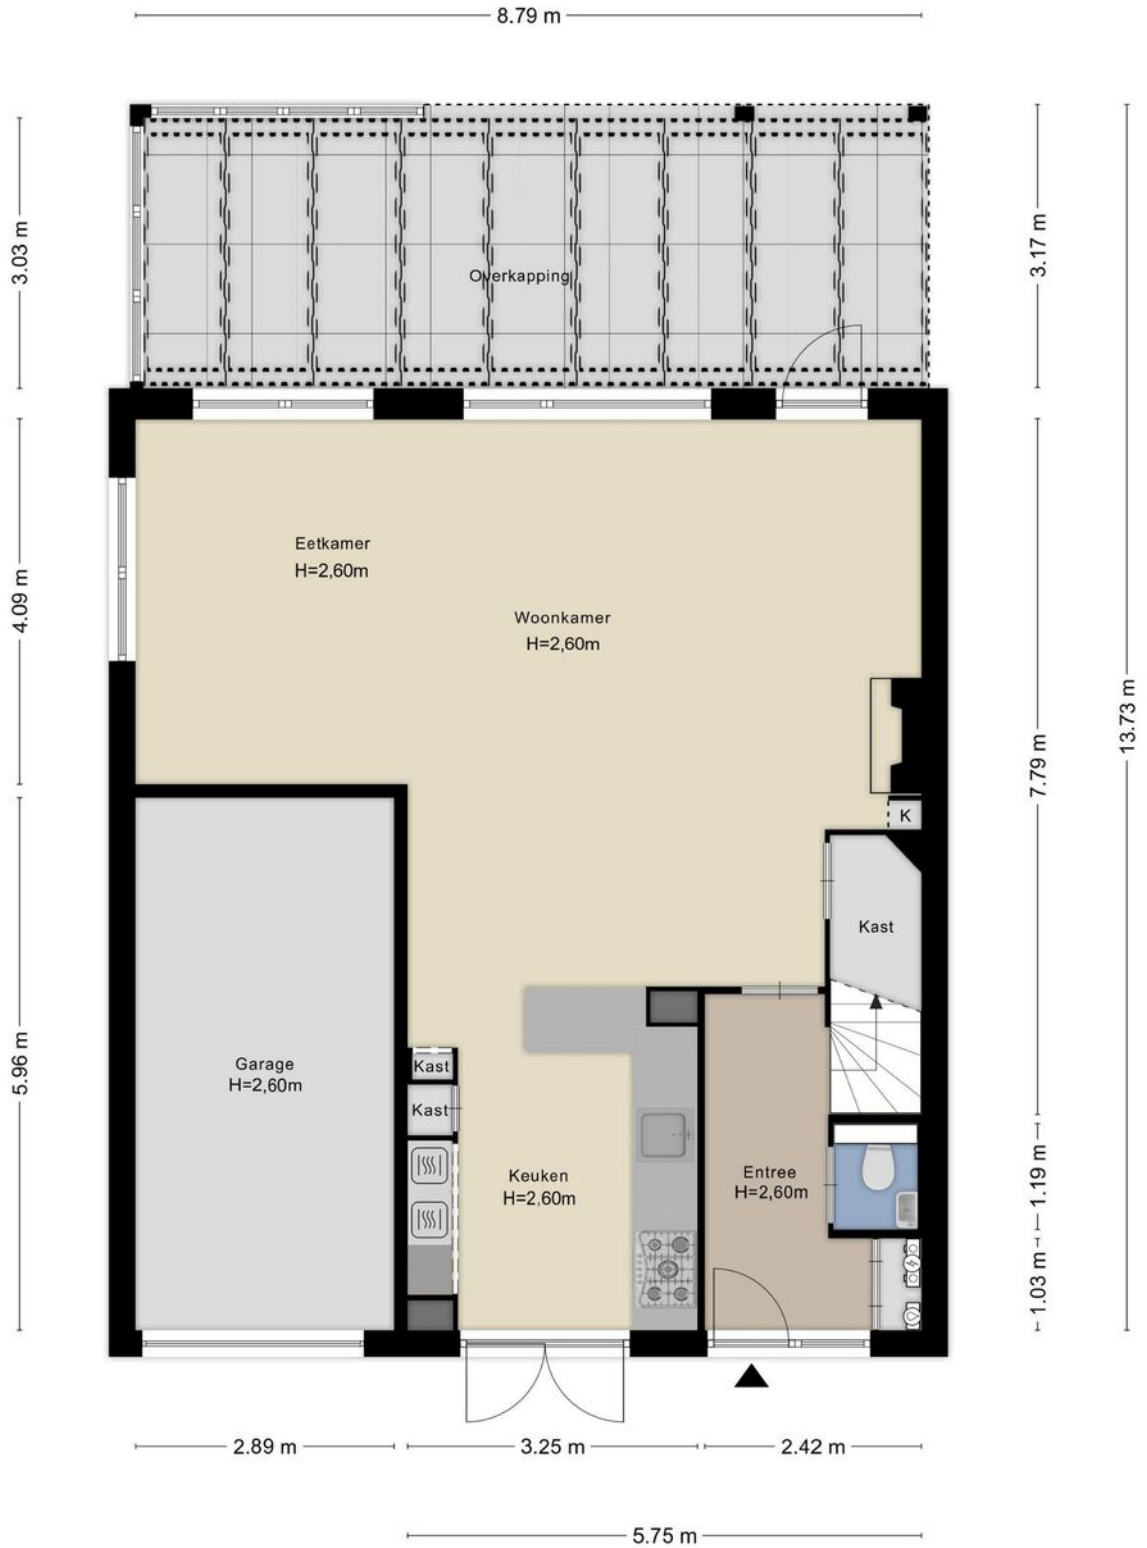 8.79 m
3.03 m
3.17 m
Overkapping
Eetkamer
H=2,60m
Woonkamer
H=2,60m
4.09 m
13.73 m
7.79 m
K
Kast
Garage
H=2,60m
5.96 m
Kast
Kast
Keuken
H=2,60m
Entree
H=2,60m
1.19 m
1.03 m
2.89 m
3.25 m
2.42 m
5.75 m